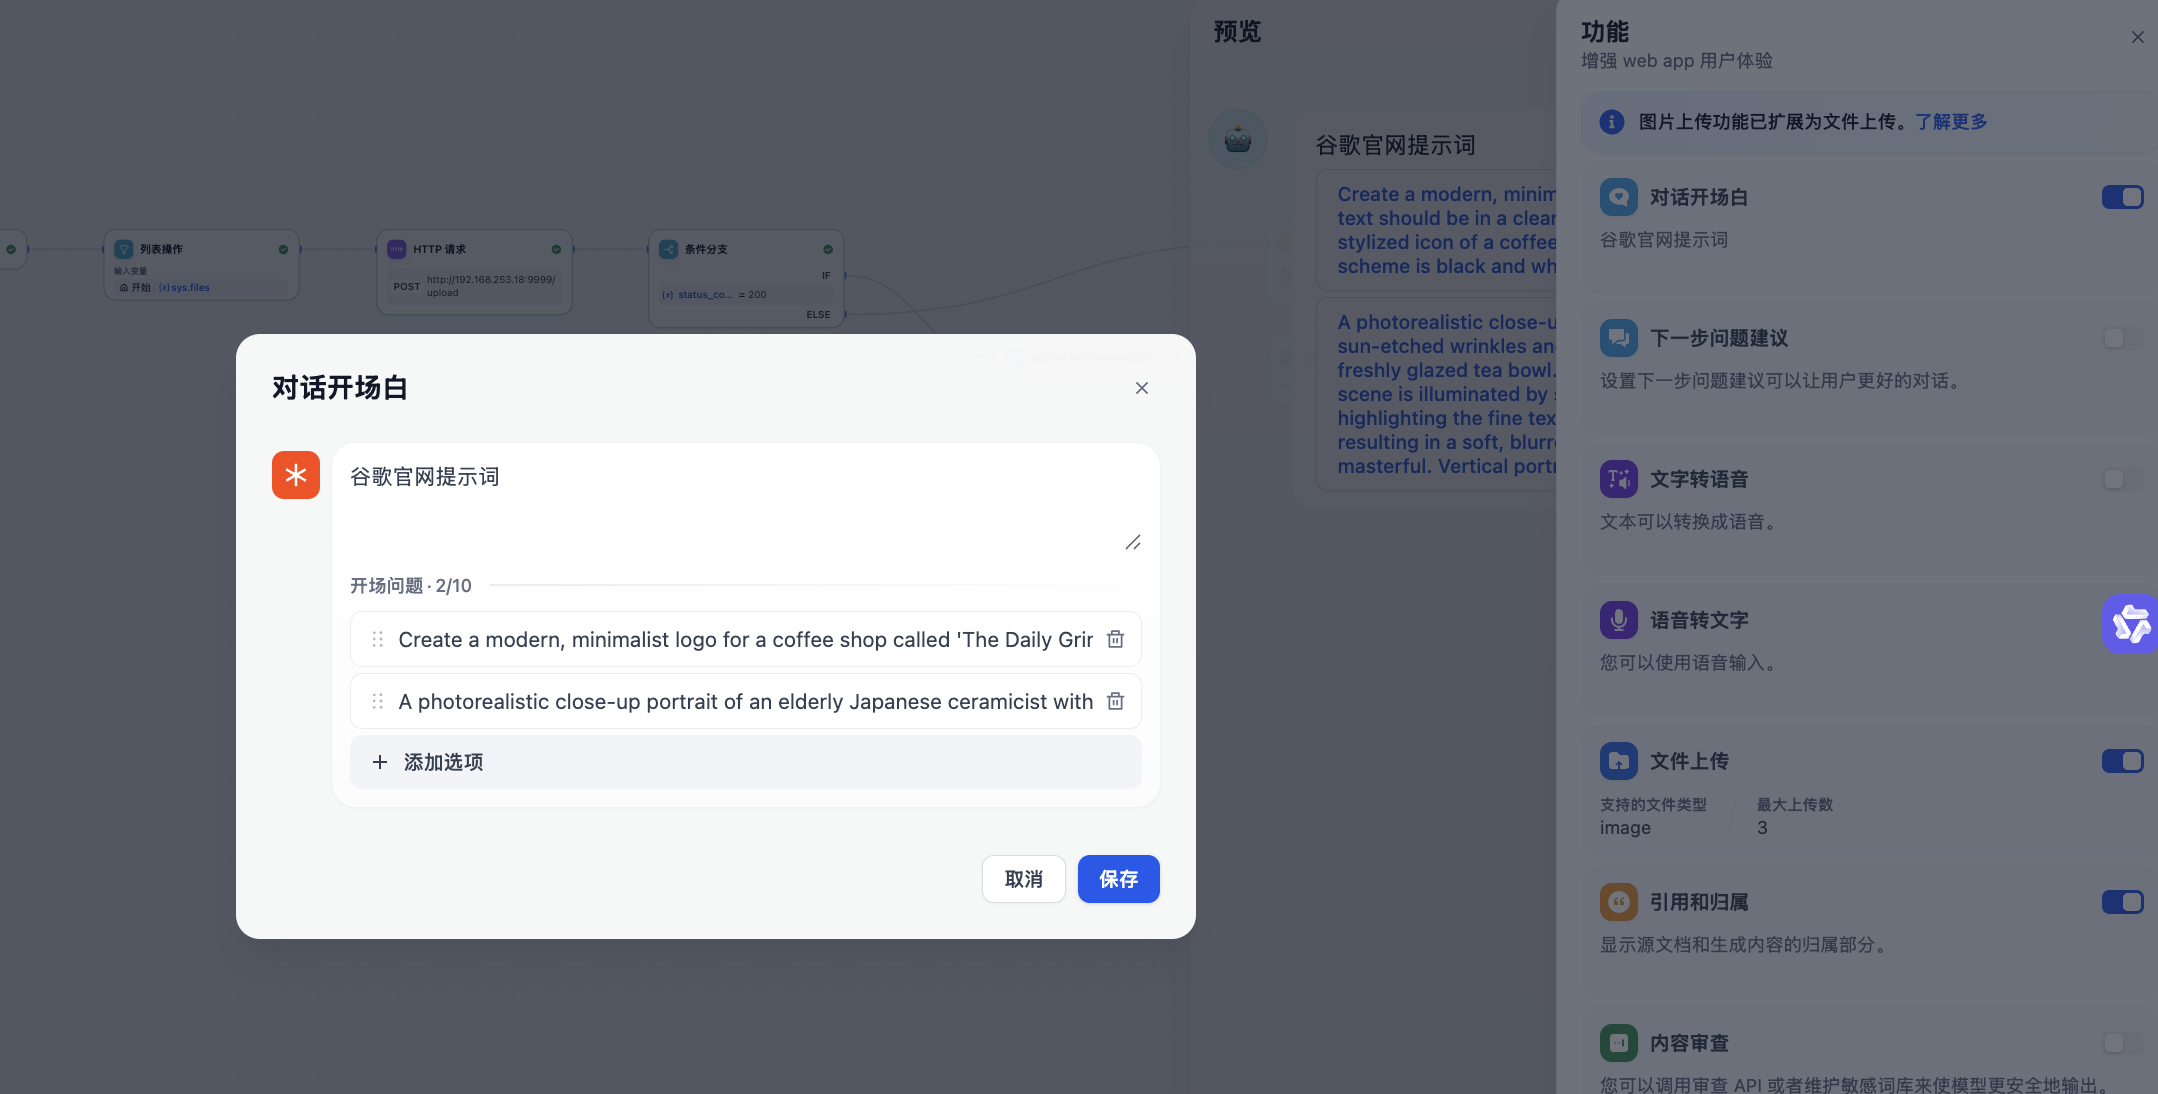 列表操作
输入变量
开始 {x} sys.files
HTTP
HTTP 请求
POST http://192.168.253.18:9999/
upload
条件分支
IF
{x} status_co... = 200
ELSE
对话开场白
谷歌官网提示词
开场问题 · 2/10
Create a modern, minimalist logo for a coffee shop called 'The Daily Grin
A photorealistic close-up portrait of an elderly Japanese ceramicist with
添加选项
取消
保存
预览
谷歌官网提示词
Create a modern, minim
text should be in a clean
stylized icon of a coffee
scheme is black and wh
A photorealistic close-u
sun-etched wrinkles an
freshly glazed tea bowl.
scene is illuminated by s
highlighting the fine tex
resulting in a soft, blurre
masterful. Vertical portr
功能
增强 web app 用户体验
图片上传功能已扩展为文件上传。了解更多
对话开场白
谷歌官网提示词
下一步问题建议
设置下一步问题建议可以让用户更好的对话。
文字转语音
文本可以转换成语音。
语音转文字
您可以使用语音输入。
文件上传
支持的文件类型
image
最大上传数
3
引用和归属
显示源文档和生成内容的归属部分。
内容审查
您可以调用审查 API 或者维护敏感词库来使模型更安全地输出。